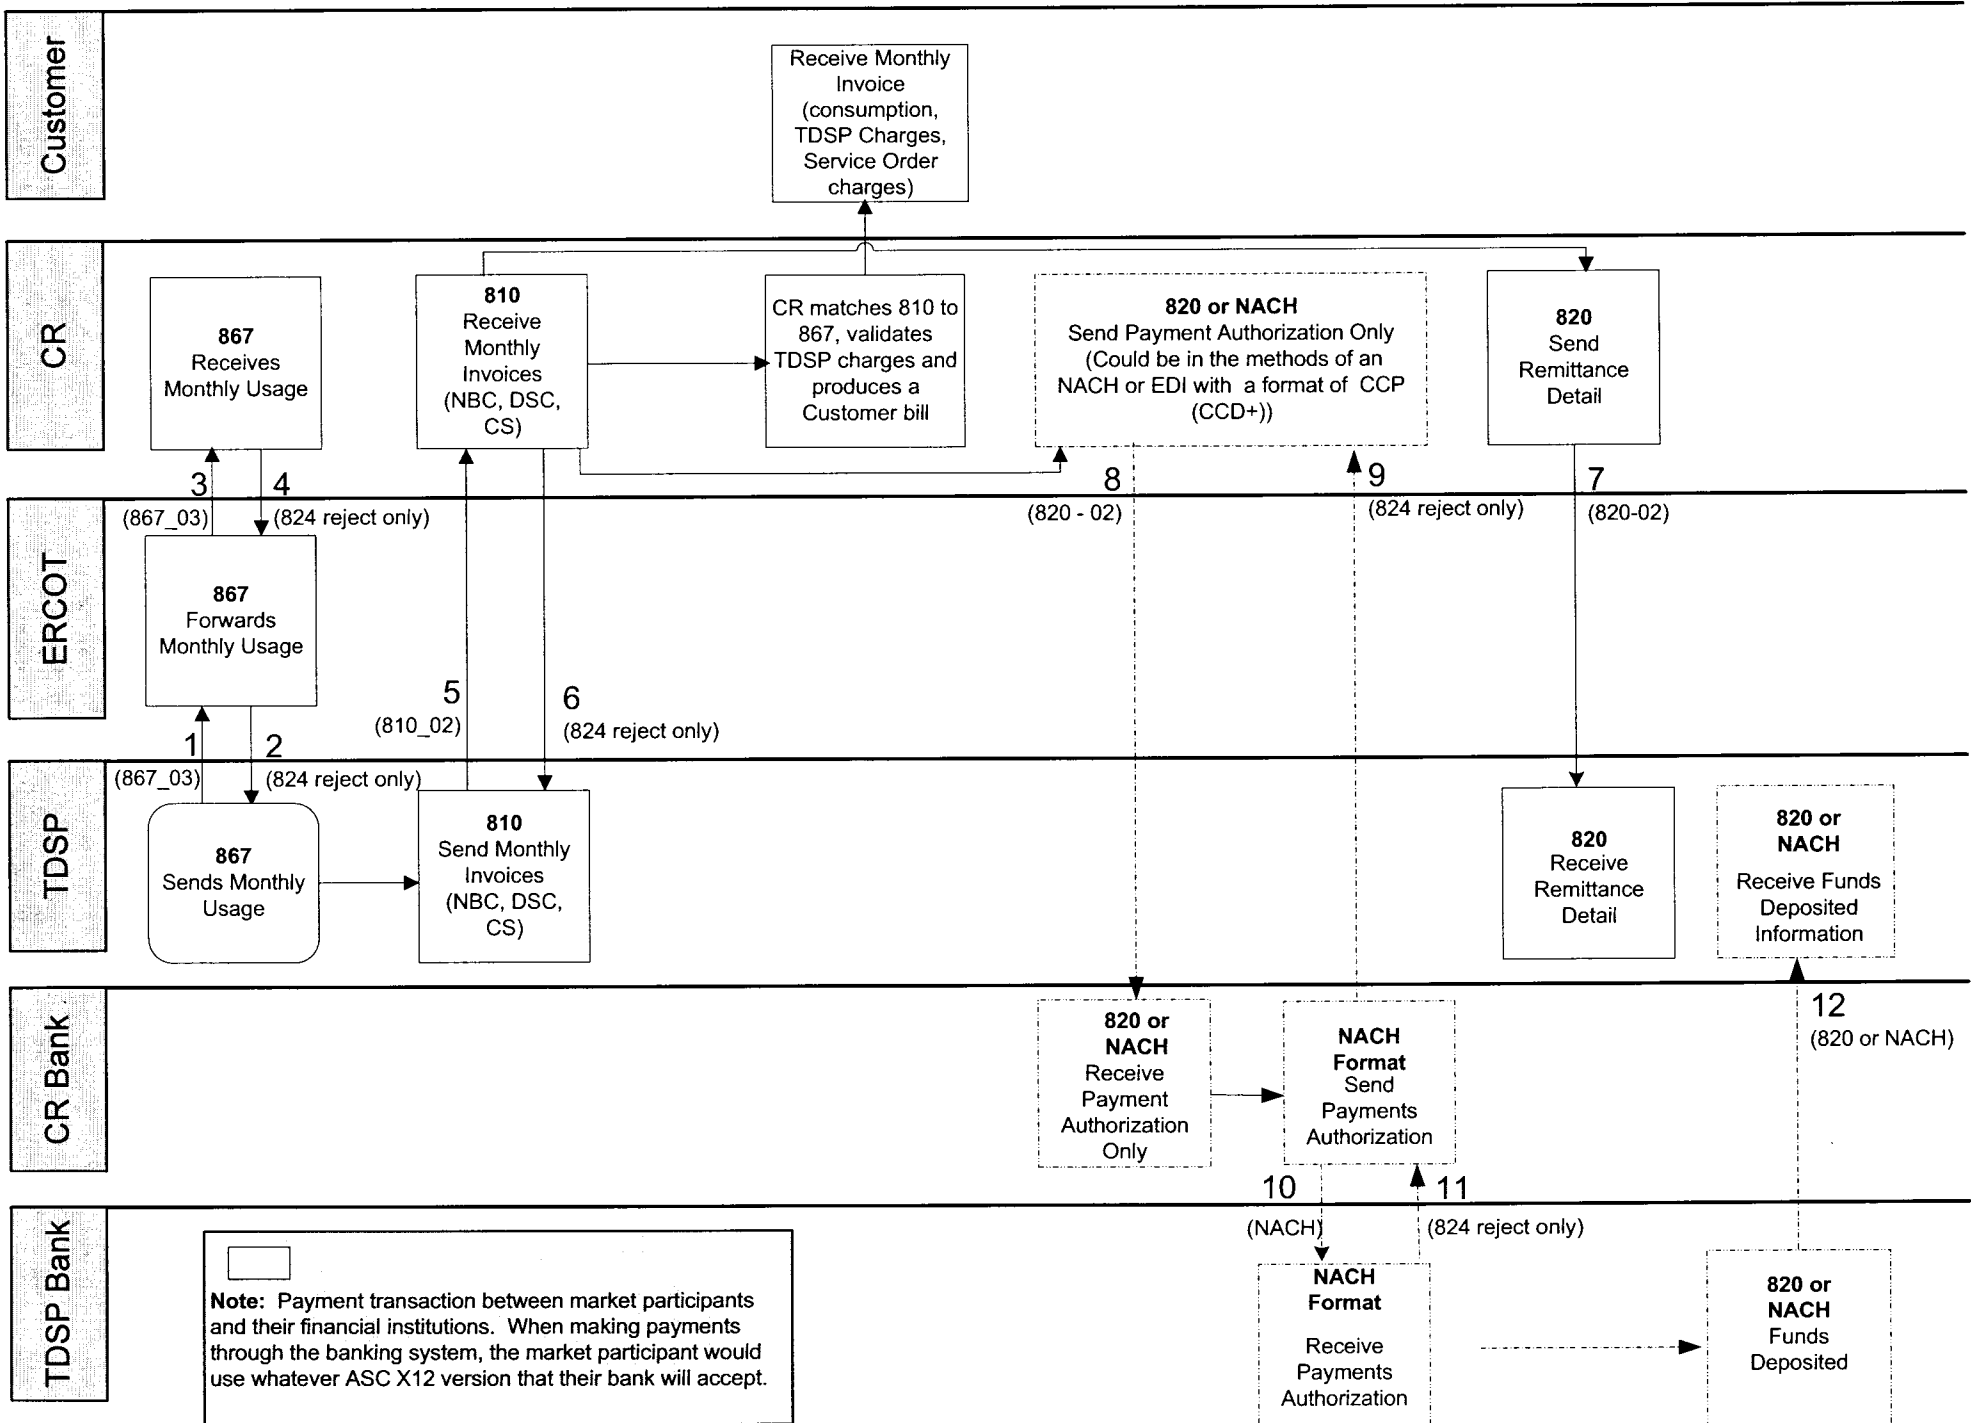 Customer
Receive Monthly
Invoice
(consumption,
TDSP Charges,
Service Order
charges)
CR
867
Receives
Monthly Usage
810
Receive
Monthly
Invoices
(NBC, DSC,
CS)
CR matches 810 to
867, validates
TDSP charges and
produces a
Customer bill
820 or NACH
Send Payment Authorization Only
(Could be in the methods of an
NACH or EDI with a format of CCP
(CCD+))
820
Send
Remittance
Detail
3
4
8
9
7
(867_03)
(824 reject only)
(820 - 02)
(824 reject only)
(820-02)
ERCOT
867
Forwards
Monthly Usage
5
(810_02)
6
(824 reject only)
1
2
(867_03)
(824 reject only)
TDSP
867
Sends Monthly
Usage
810
Send Monthly
Invoices
(NBC, DSC,
CS)
820
Receive
Remittance
Detail
820 or
NACH
Receive Funds
Deposited
Information
CR Bank
820 or
NACH
Receive
Payment
Authorization
Only
NACH
Format
Send
Payments
Authorization
12
(820 or NACH)
10
11
(NACH)
(824 reject only)
TDSP Bank
Note: Payment transaction between market participants
and their financial institutions. When making payments
through the banking system, the market participant would
use whatever ASC X12 version that their bank will accept.
NACH
Format
Receive
Payments
Authorization
820 or
NACH
Funds
Deposited